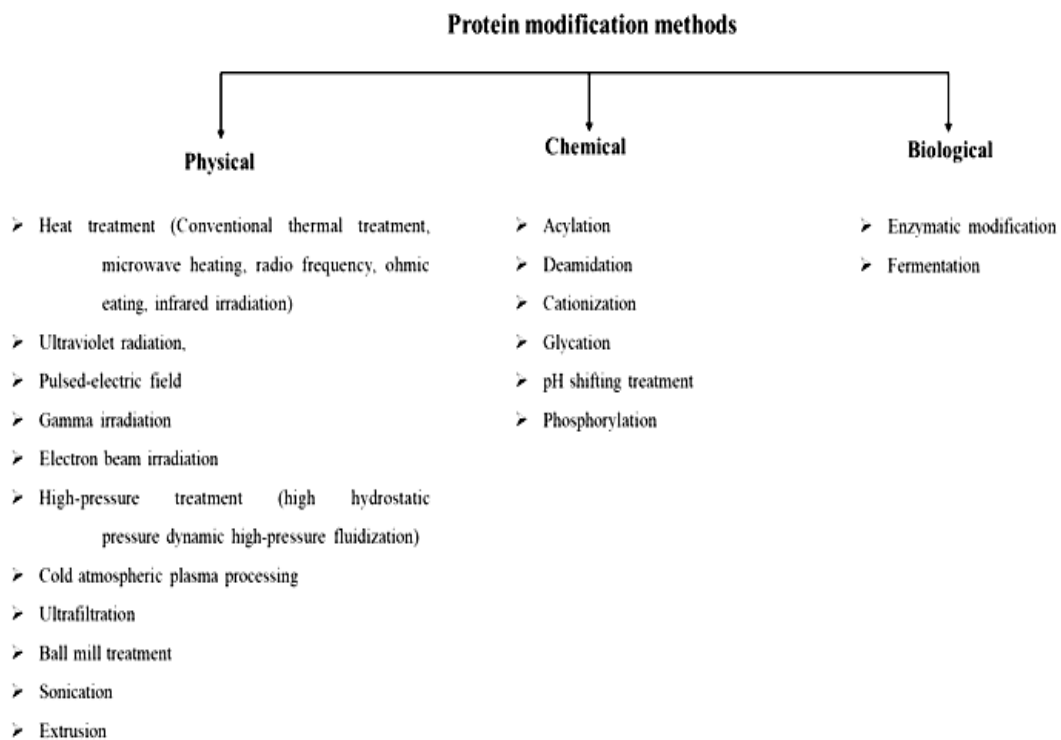 Protein modification methods
Physical
Chemical
Biological
➢ Heat treatment (Conventional thermal treatment,
microwave heating, radio frequency, ohmic
eating, infrared irradiation)
➢ Ultraviolet radiation,
➢ Pulsed-electric field
➢ Gamma irradiation
➢ Electron beam irradiation
➢ High-pressure treatment (high hydrostatic
pressure dynamic high-pressure fluidization)
➢ Cold atmospheric plasma processing
➢ Ultrafiltration
➢ Ball mill treatment
➢ Sonication
➢ Extrusion
➢ Acylation
➢ Deamidation
➢ Cationization
➢ Glycation
➢ pH shifting treatment
➢ Phosphorylation
➢ Enzymatic modification
➢ Fermentation